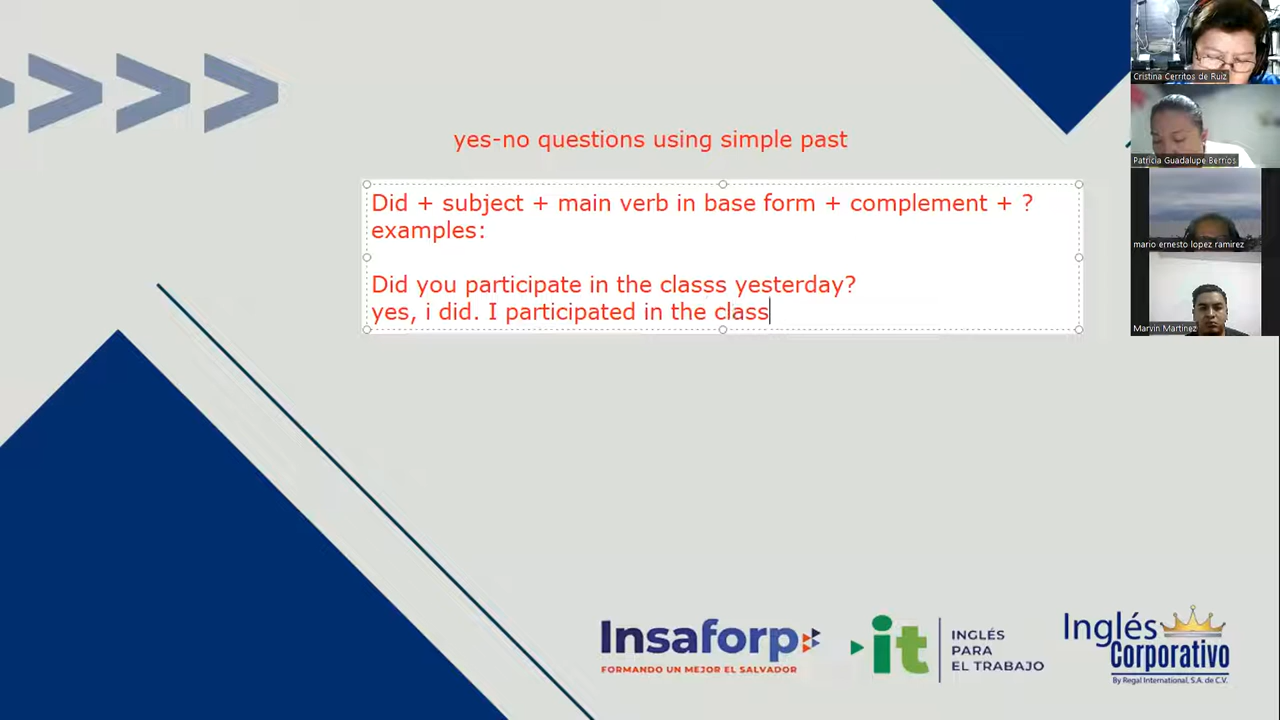 yes-no questions using simple past
Did + subject + main verb in base form + complement + ?
examples:
Did you participate in the classs yesterday?
yes, i did. I participated in the class
Cristina Cerritos de Ruiz
Patricia Guadalupe Berrios
mario ernesto lopez ramirez
Marvin Martinez
Insaforp
FORMANDO UN MEJOR EL SALVADOR
it
INGLÉS
PARA
EL TRABAJO
Inglés
Corporativo
By Regal International, S.A. de C.V.